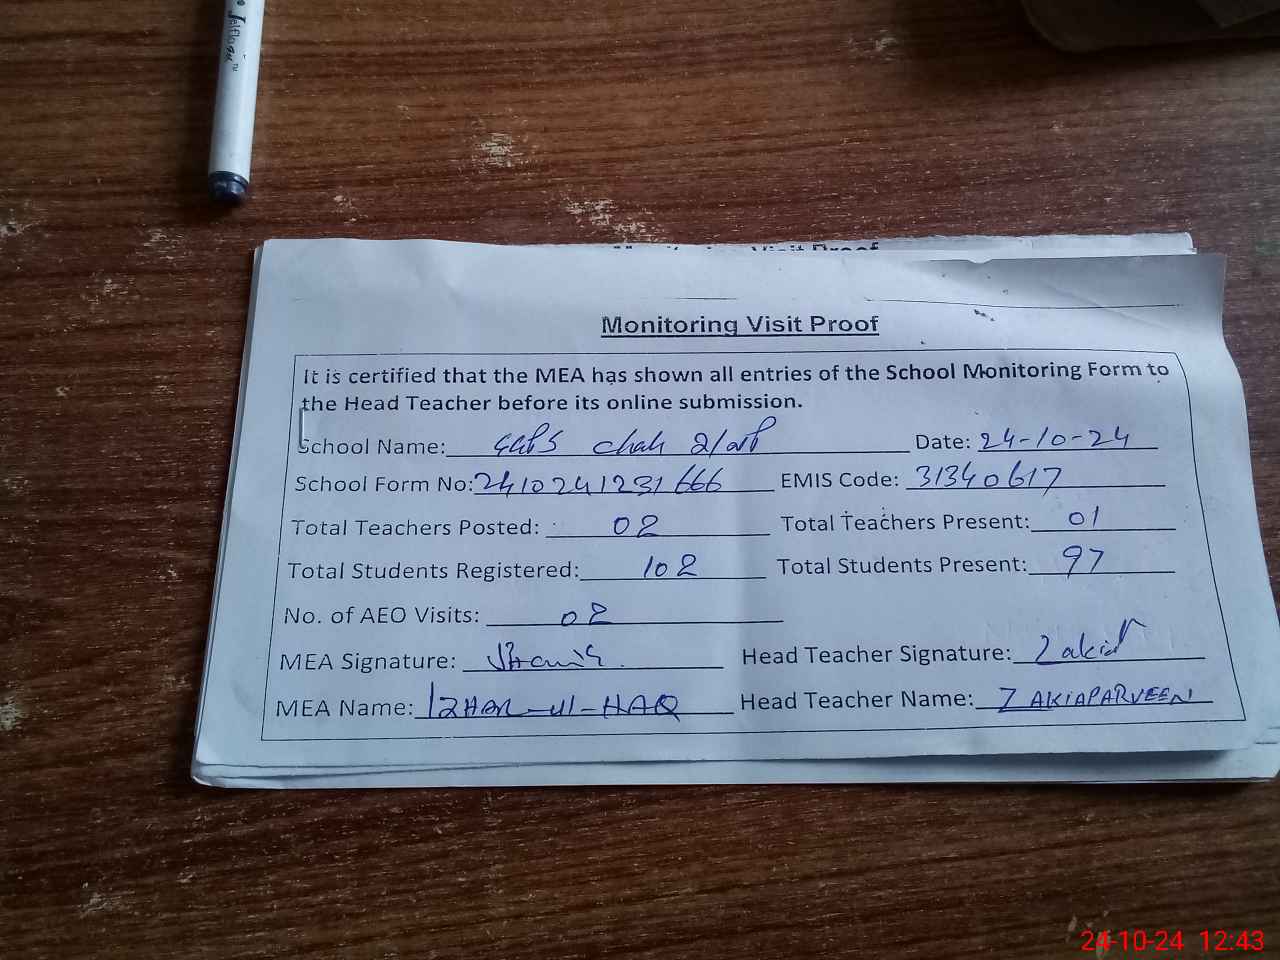 Monitoring Visit Proof
It is certified that the MEA has shown all entries of the School Monitoring Form to
the Head Teacher before its online submission.
School Name: GGPS Chak 2/ Date: 24-10-24
School Form No: 2410241231666 EMIS Code: 31340617
Total Teachers Posted: 02 Total Teachers Present: 01
Total Students Registered: 102 Total Students Present: 97
No. of AEO Visits: 02
MEA Signature: Head Teacher Signature: Zakia
MEA Name: IZHAR-ul-HAQ Head Teacher Name: ZAKIAPARVEEN
24-10-24 12:43